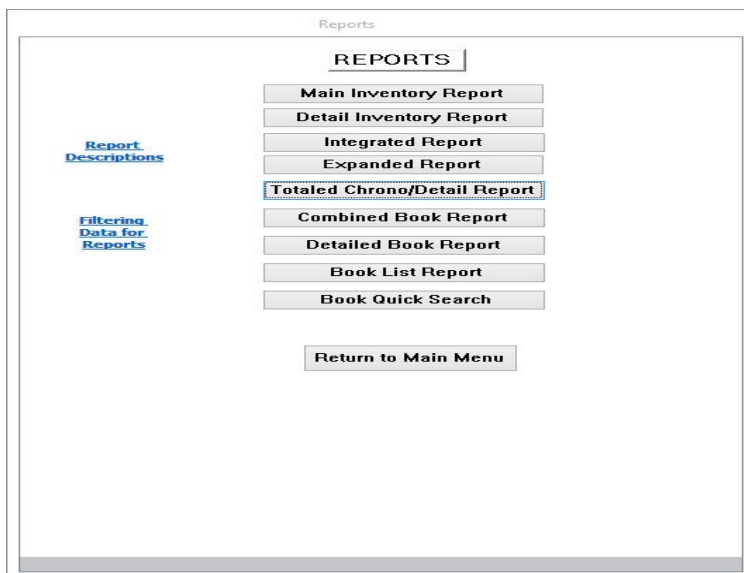 Reports
REPORTS
Main Inventory Report
Detail Inventory Report
Integrated Report
Expanded Report
Totaled Chrono/Detail Report
Combined Book Report
Detailed Book Report
Book List Report
Book Quick Search
Return to Main Menu
Report
Descriptions
Filtering
Data for
Reports